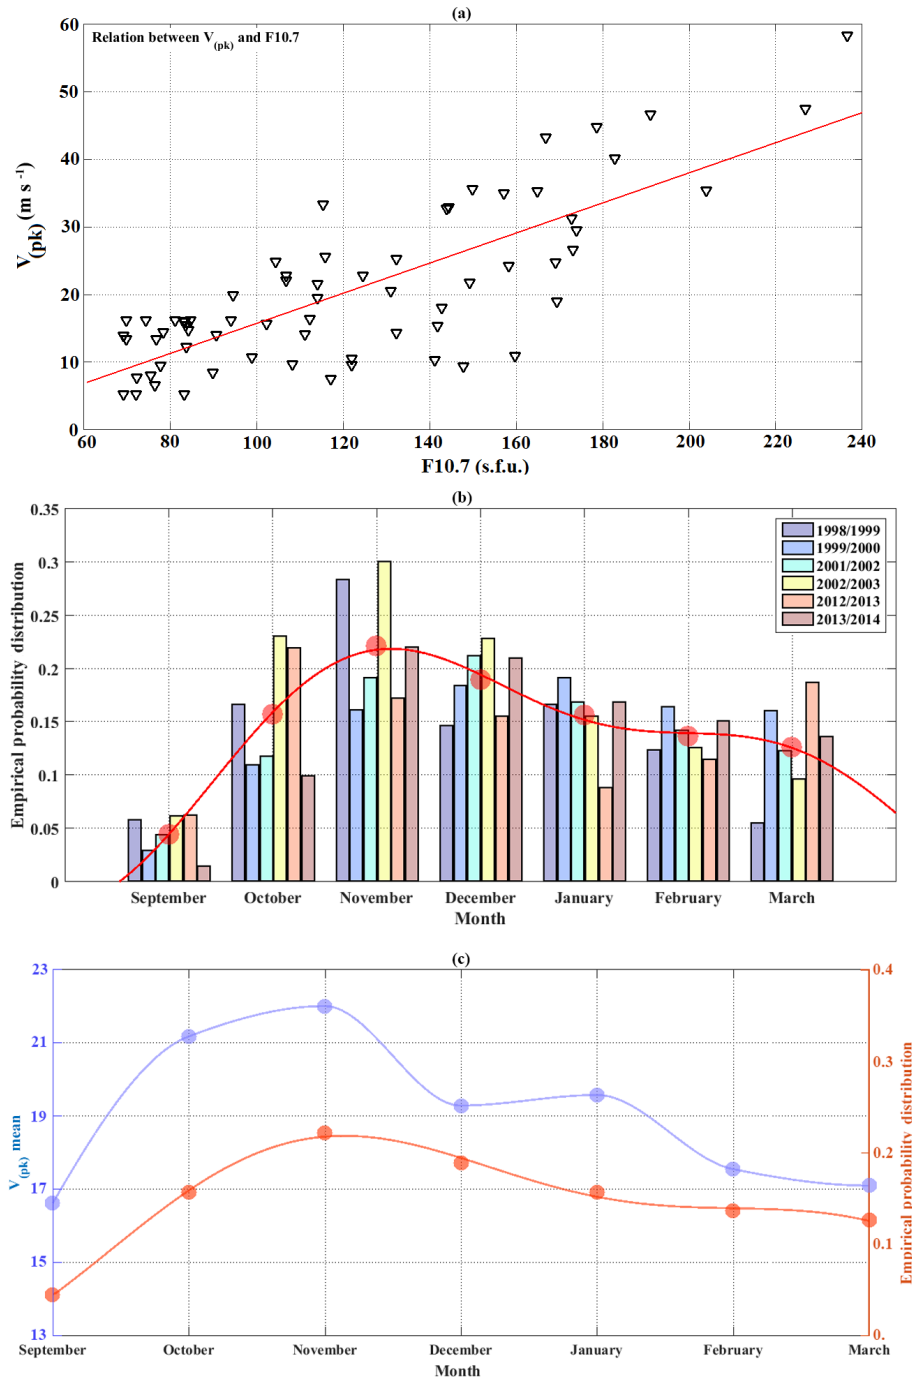 (a)
Relation between V(pk) and F10.7
60
50
40
30
20
10
0
V(pk) (m s -1)
60 80 100 120 140 160 180 200 220 240
F10.7 (s.f.u.)
(b)
0.35
0.3
0.25
0.2
0.15
0.1
0.05
0
Empirical probability distribution
1998/1999
1999/2000
2001/2002
2002/2003
2012/2013
2013/2014
September October November December January February March
Month
(c)
23
21
19
17
15
13
V(pk) mean
0.4
0.3
0.2
0.1
0.
Empirical probability distribution
September October November December January February March
Month